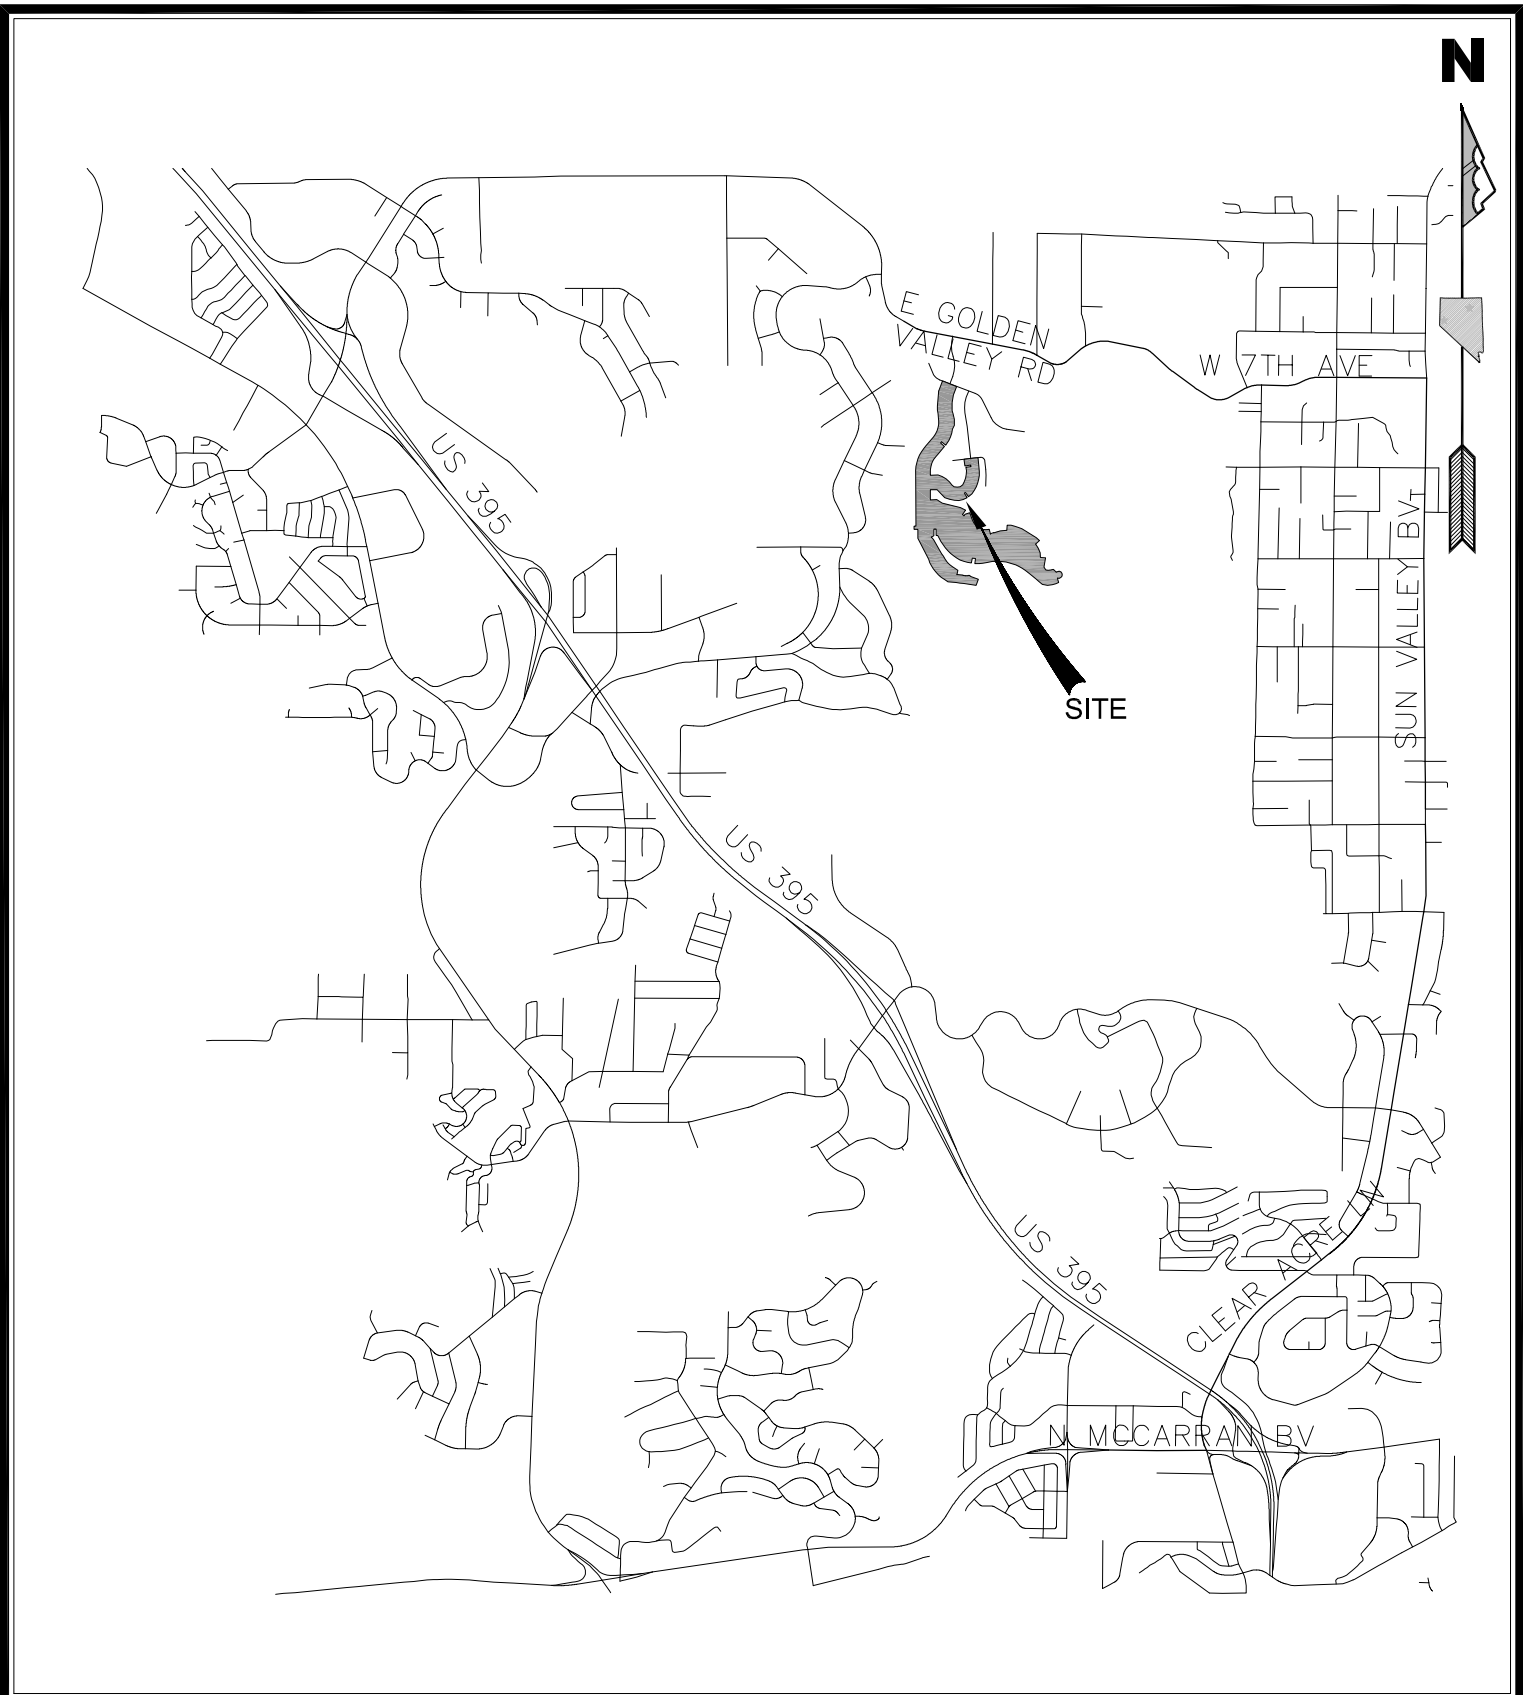 N
E GOLDEN
VALLEY RD
W 7TH AVE
US 395
SUN VALLEY BV
SITE
US 395
US 395
CLEAR ACRE LN
N MCCARRAN BV